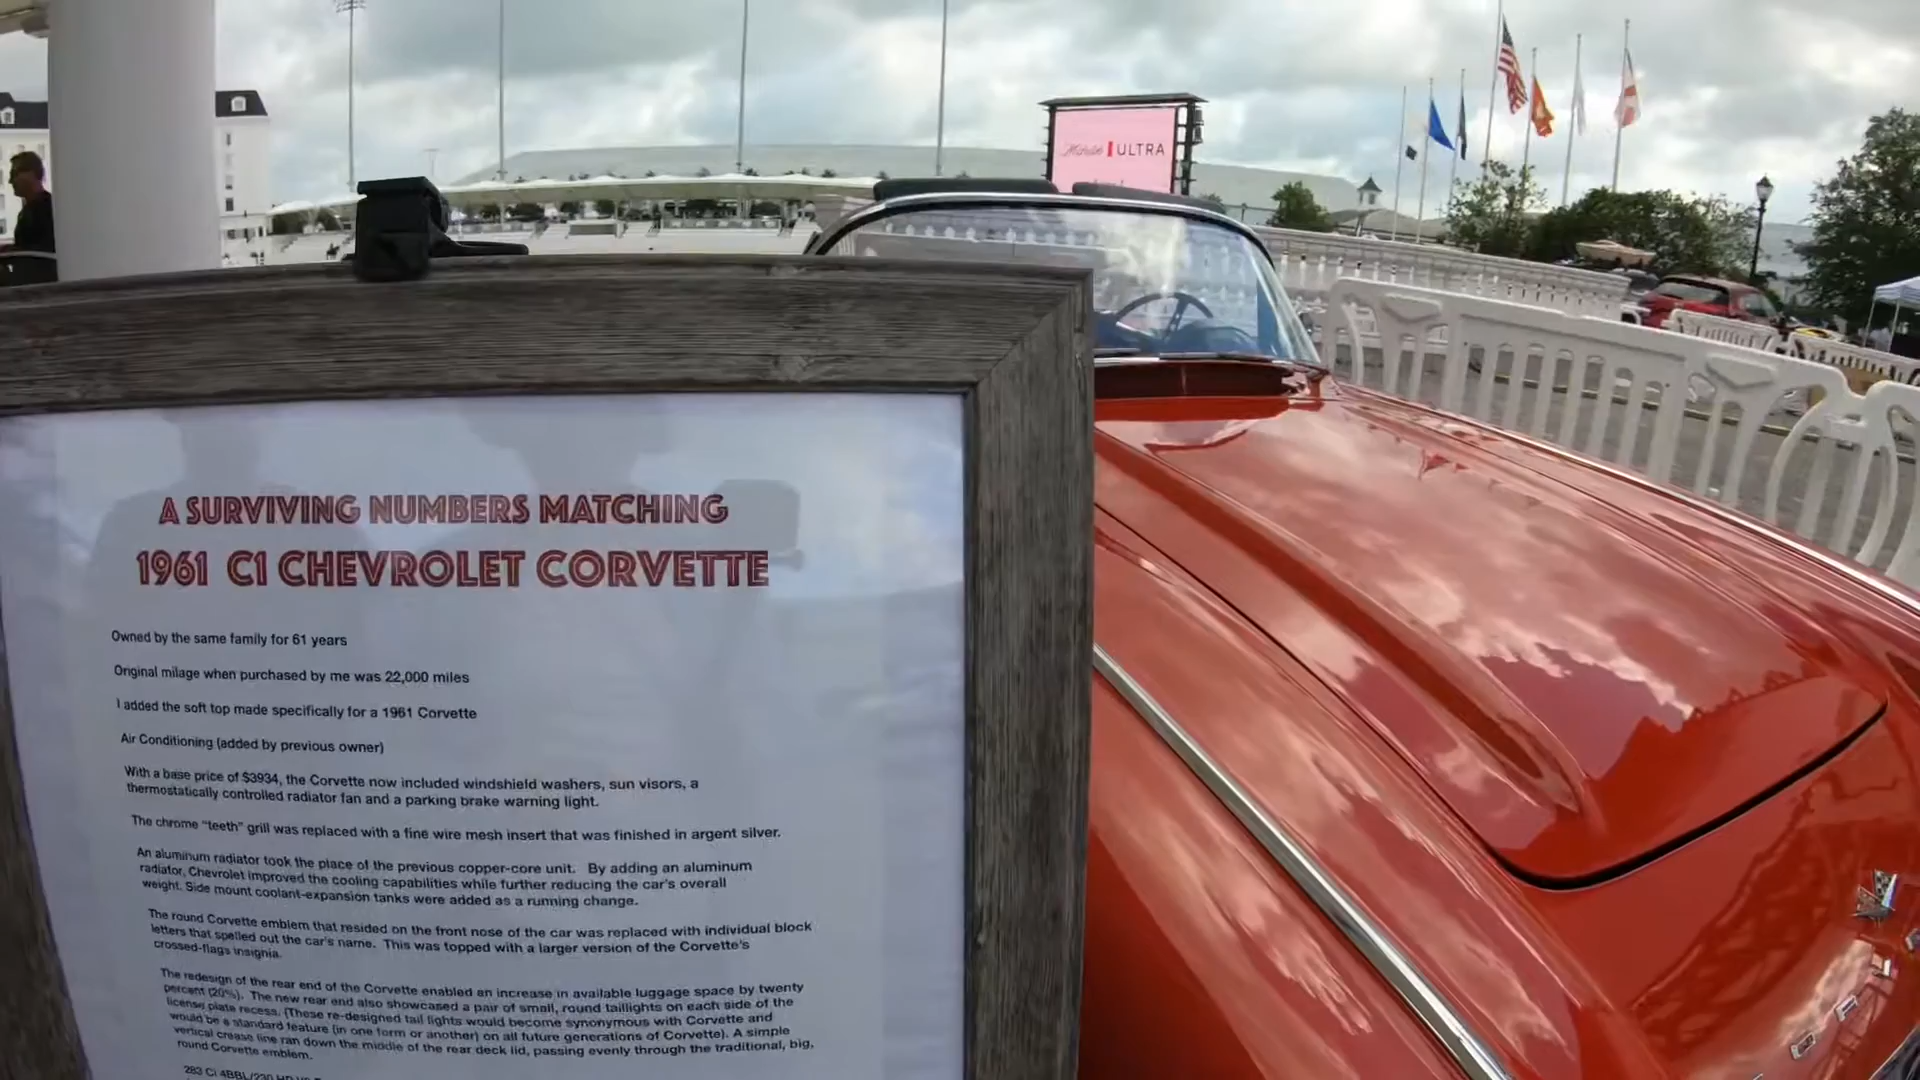 Michelob ULTRA
A SURVIVING NUMBERS MATCHING
1961 C1 CHEVROLET CORVETTE
Owned by the same family for 61 years
Original milage when purchased by me was 22,000 miles
I added the soft top made specifically for a 1961 Corvette
Air Conditioning (added by previous owner)
With a base price of $3934, the Corvette now included windshield washers, sun visors, a
thermostatically controlled radiator fan and a parking brake warning light.
The chrome “teeth” grill was replaced with a fine wire mesh insert that was finished in argent silver.
An aluminum radiator took the place of the previous copper-core unit. By adding an aluminum
radiator, Chevrolet improved the cooling capabilities while further reducing the car's overall
weight. Side mount coolant-expansion tanks were added as a running change.
The round Corvette emblem that resided on the front nose of the car was replaced with individual block
letters that spelled out the car's name. This was topped with a larger version of the Corvette's
crossed-flags insignia.
The redesign of the rear end of the Corvette enabled an increase in available luggage space by twenty
percent (20%). The new rear end also showcased a pair of small, round taillights on each side of the
license plate recess. (These re-designed tail lights would become synonymous with Corvette and
would be a standard feature (in one form or another) on all future generations of Corvette). A simple
vertical crease line ran down the middle of the rear deck lid, passing evenly through the traditional, big,
round Corvette emblem.
283 Ci 4BBL/230 HP